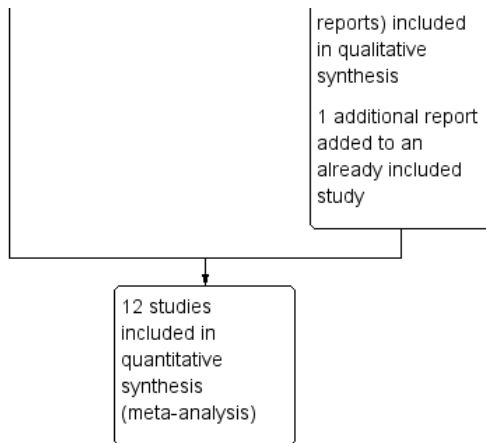 reports) included
in qualitative
synthesis
1 additional report
added to an
already included
study
12 studies
included in
quantitative
synthesis
(meta-analysis)